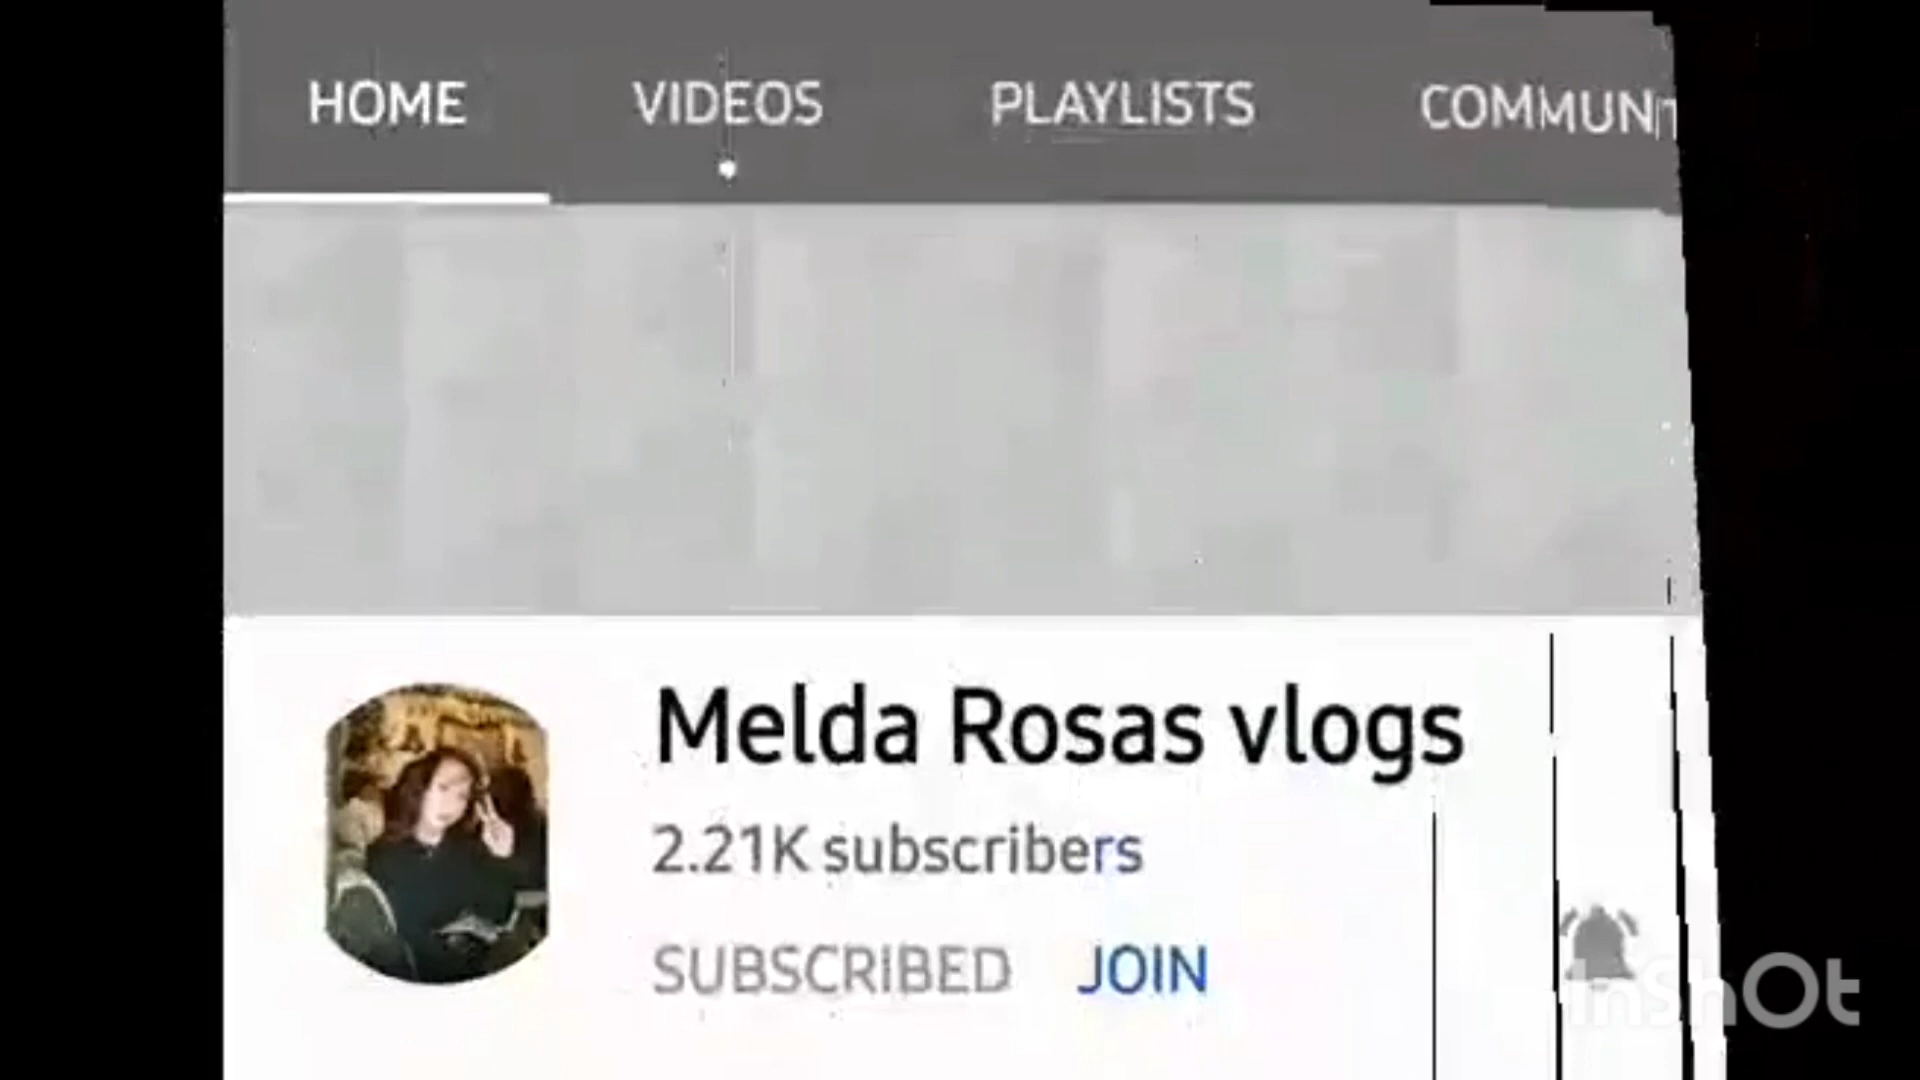 HOME VIDEOS PLAYLISTS COMMUN
Melda Rosas vlogs
2.21K subscribers
SUBSCRIBED JOIN
InShOt